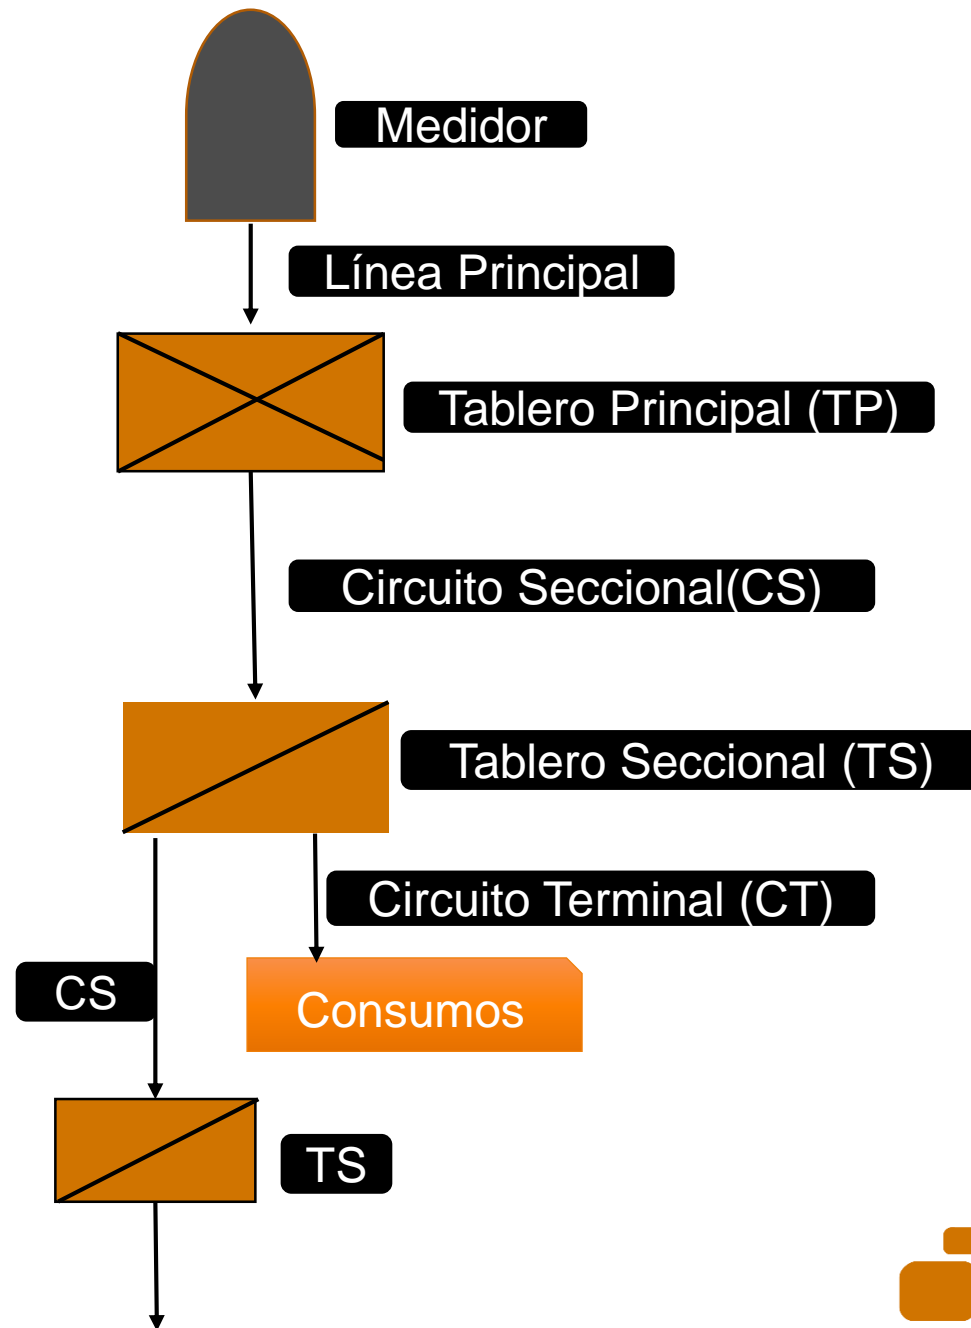 Medidor
Línea Principal
Tablero Principal (TP)
Circuito Seccional(CS)
Tablero Seccional (TS)
Circuito Terminal (CT)
CS
Consumos
TS